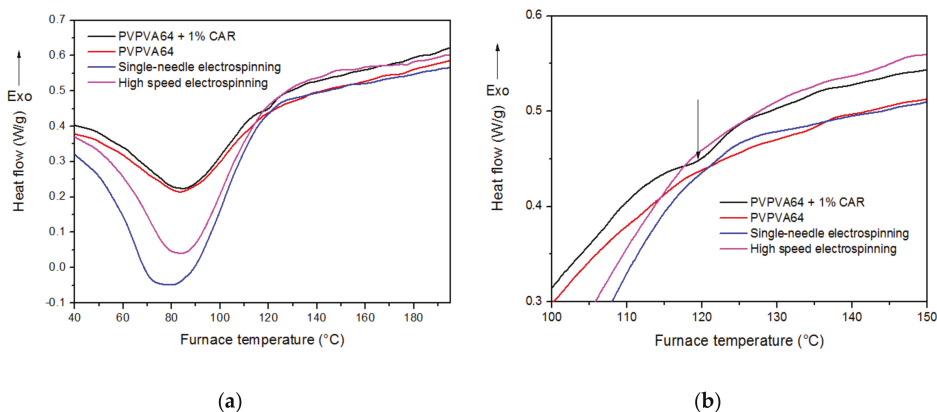 0.7
0.6
0.5
0.4
0.3
0.2
0.1
0.0
-0.1
Exo
Heat flow (W/g)
PVPVA64 + 1% CAR
PVPVA64
Single-needle electrospinning
High speed electrospinning
40 60 80 100 120 140 160 180
Furnace temperature (°C)
(a)
0.6
0.5
0.4
0.3
Exo
Heat flow (W/g)
PVPVA64 + 1% CAR
PVPVA64
Single-needle electrospinning
High speed electrospinning
100 110 120 130 140 150
Furnace temperature (°C)
(b)